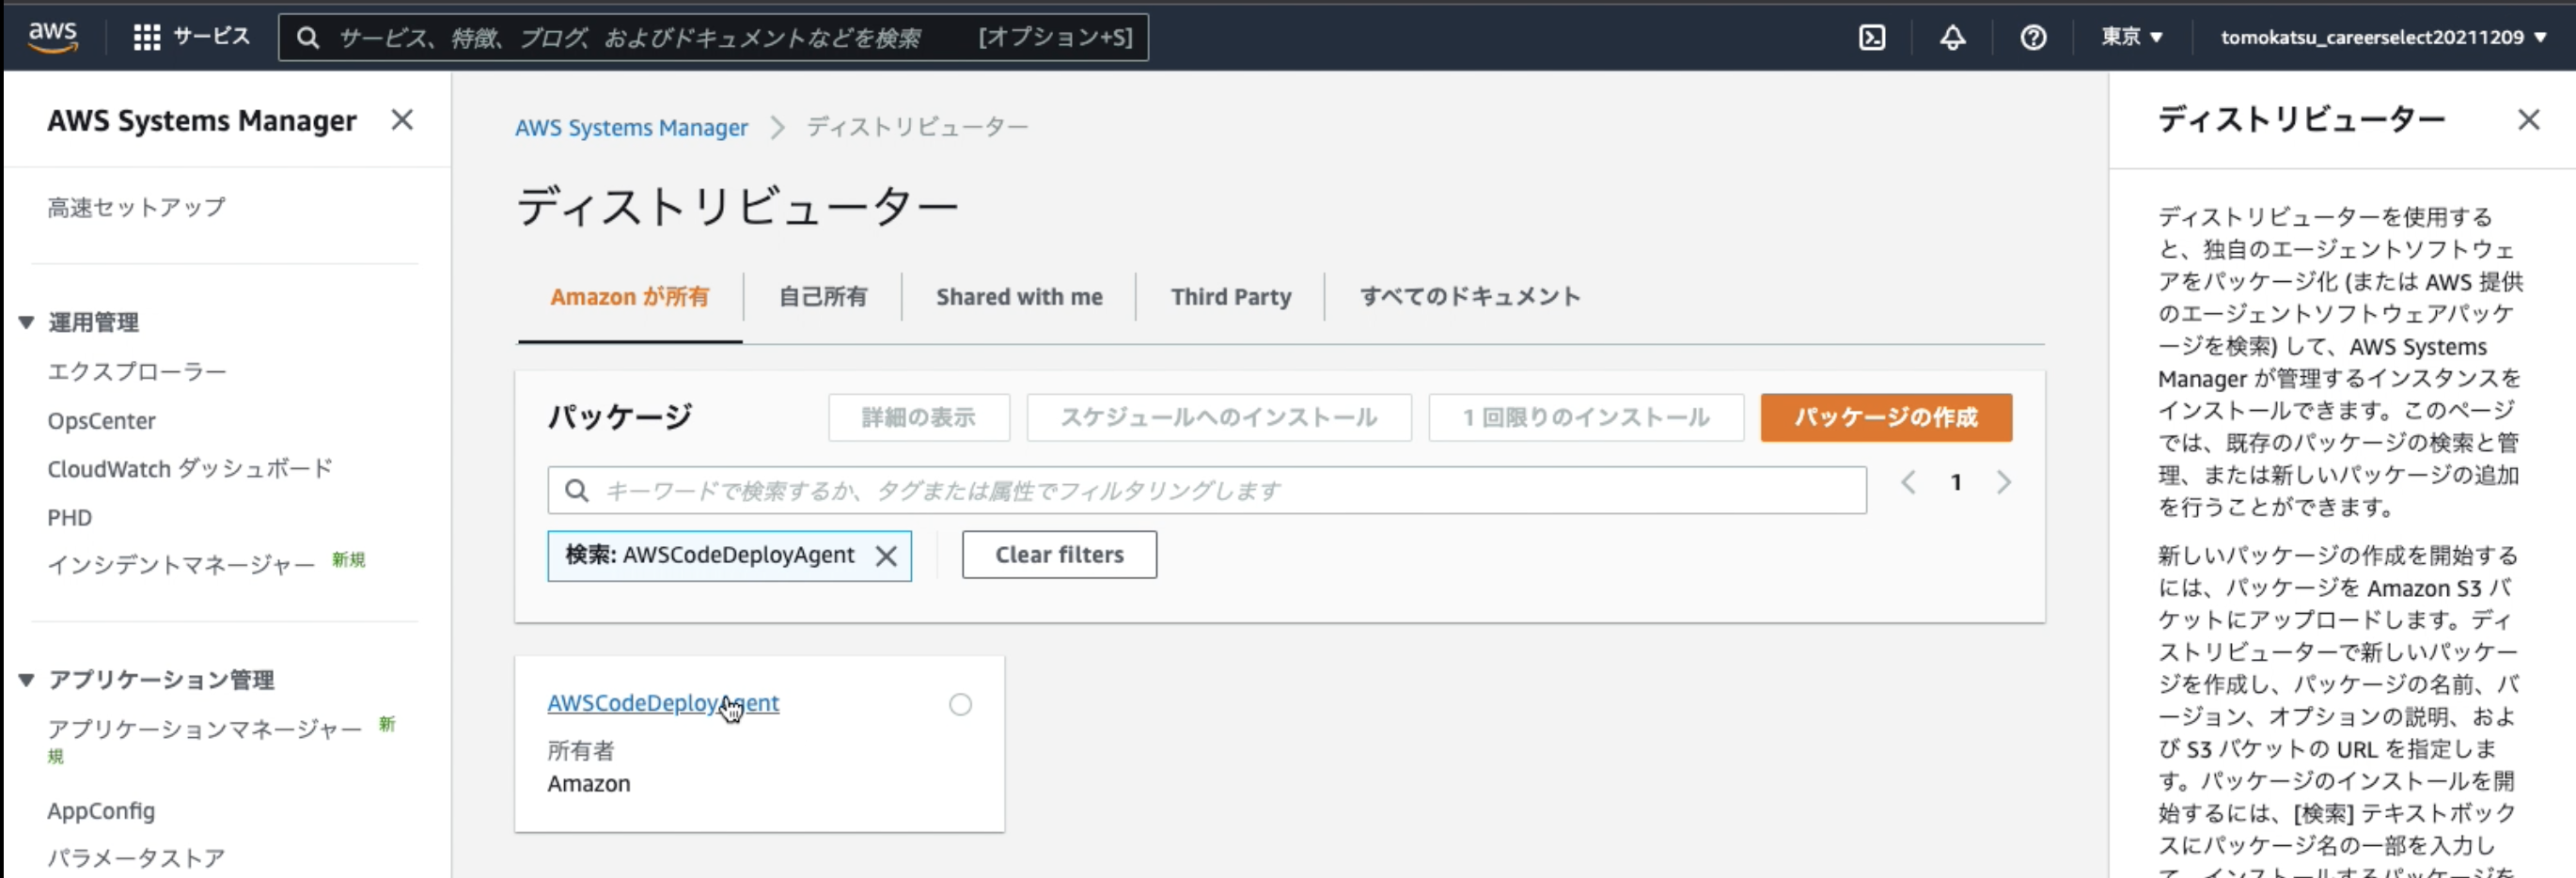 aws
サービス
サービス、特徴、ブログ、およびドキュメントなどを検索 [オプション+S]
東京 ▼
tomokatsu_careerselect20211209 ▼
AWS Systems Manager
高速セットアップ
▼ 運用管理
エクスプローラー
OpsCenter
CloudWatch ダッシュボード
PHD
インシデントマネージャー 新規
▼ アプリケーション管理
アプリケーションマネージャー 新
規
AppConfig
パラメータストア
AWS Systems Manager > ディストリビューター
ディストリビューター
Amazon が所有
自己所有
Shared with me
Third Party
すべてのドキュメント
パッケージ
詳細の表示
スケジュールへのインストール
1 回限りのインストール
パッケージの作成
キーワードで検索するか、タグまたは属性でフィルタリングします
< 1 >
検索: AWSCodeDeployAgent
Clear filters
AWSCodeDeployAgent
所有者
Amazon
ディストリビューター
ディストリビューターを使用する
と、独自のエージェントソフトウェ
アをパッケージ化 (または AWS 提供
のエージェントソフトウェアパッケ
ージを検索) して、AWS Systems
Manager が管理するインスタンスを
インストールできます。このページ
では、既存のパッケージの検索と管
理、または新しいパッケージの追加
を行うことができます。
新しいパッケージの作成を開始する
には、パッケージを Amazon S3 バ
ケットにアップロードします。ディ
ストリビューターで新しいパッケー
ジを作成し、パッケージの名前、バ
ージョン、オプションの説明、およ
び S3 バケットの URL を指定しま
す。パッケージのインストールを開
始するには、[検索] テキストボック
スにパッケージ名の一部を入力し
て、インストールするパッケージを